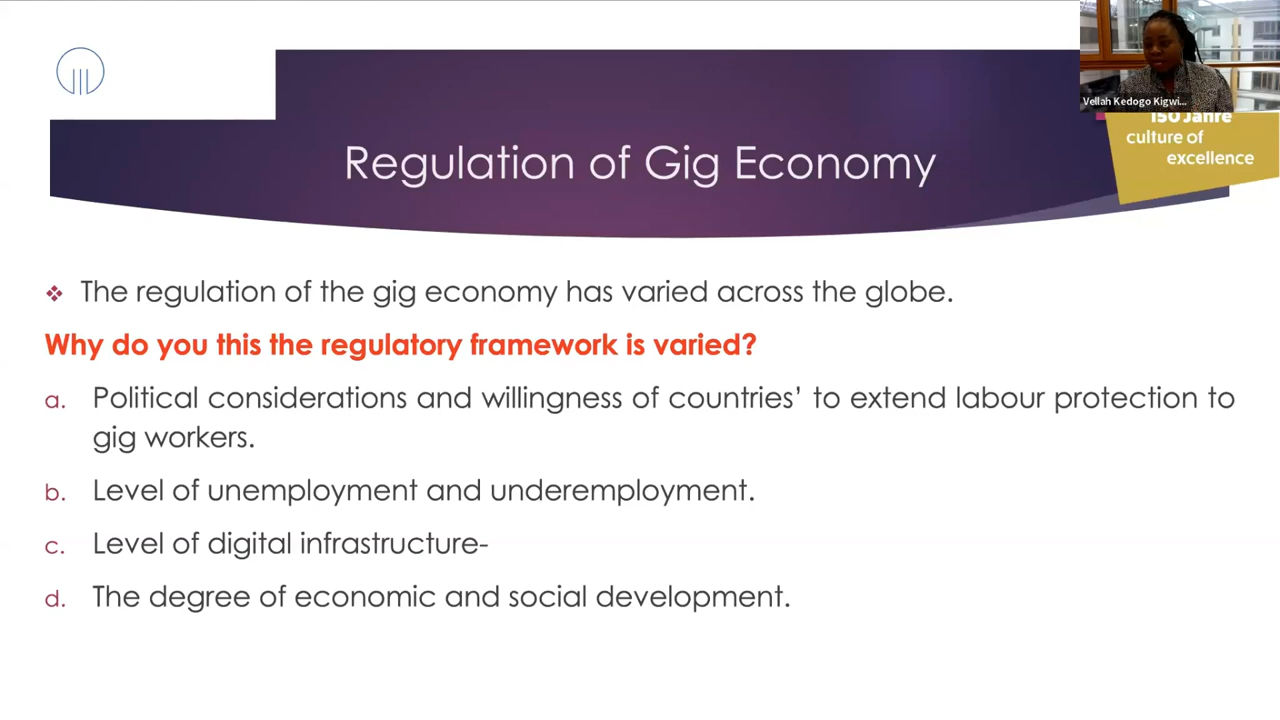 Vellah Kedogo Kigwi...
150 Jahre
culture of
excellence
Regulation of Gig Economy
❖ The regulation of the gig economy has varied across the globe.
Why do you this the regulatory framework is varied?
a. Political considerations and willingness of countries’ to extend labour protection to
gig workers.
b. Level of unemployment and underemployment.
c. Level of digital infrastructure-
d. The degree of economic and social development.